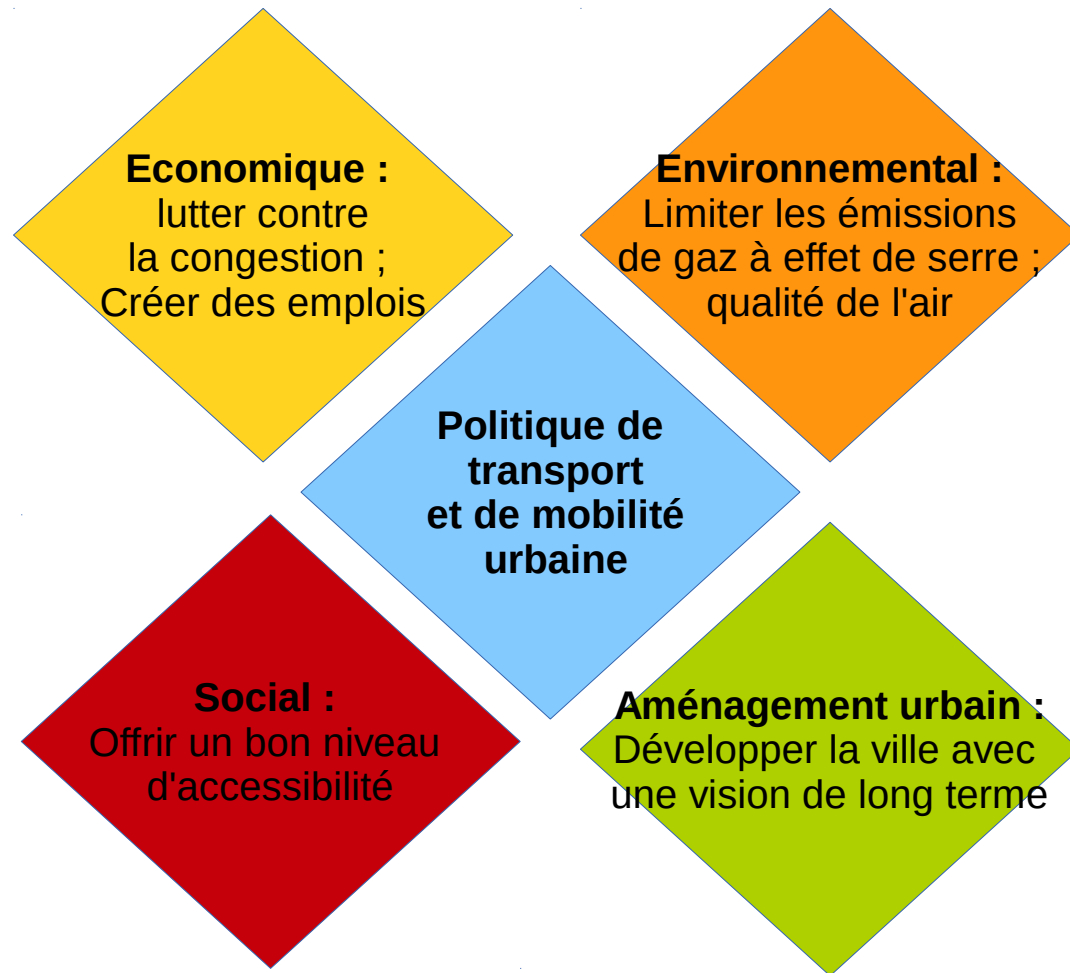 Economique :
lutter contre
la congestion ;
Créer des emplois
Environnemental :
Limiter les émissions
de gaz à effet de serre ;
qualité de l'air
Politique de
transport
et de mobilité
urbaine
Social :
Offrir un bon niveau
d'accessibilité
Aménagement urbain :
Développer la ville avec
une vision de long terme